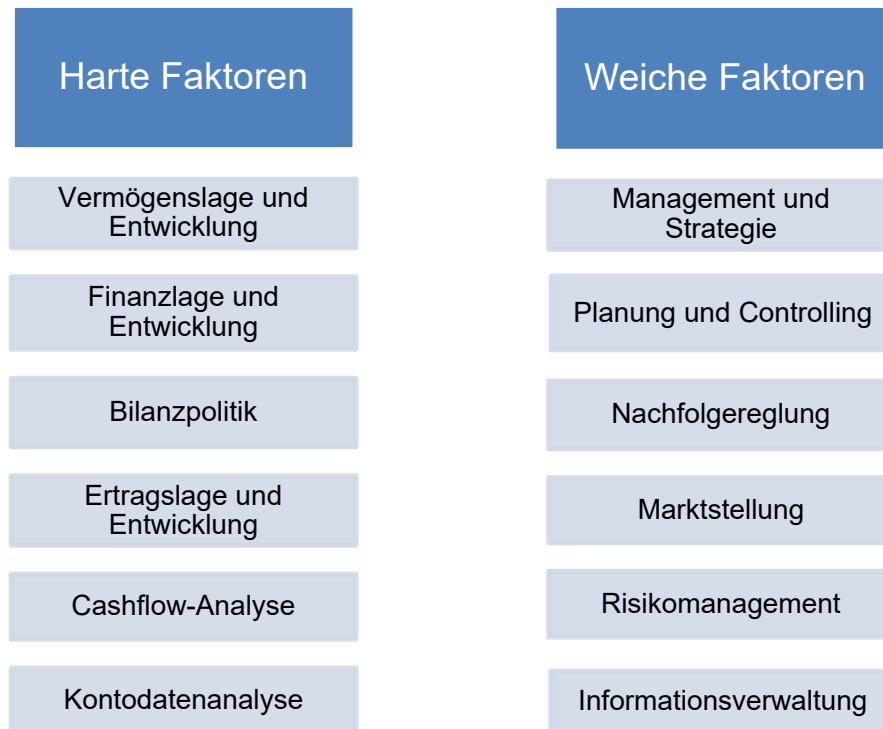 Harte Faktoren
Vermögenslage und
Entwicklung
Finanzlage und
Entwicklung
Bilanzpolitik
Ertragslage und
Entwicklung
Cashflow-Analyse
Kontodatenanalyse
Weiche Faktoren
Management und
Strategie
Planung und Controlling
Nachfolgereglung
Marktstellung
Risikomanagement
Informationsverwaltung